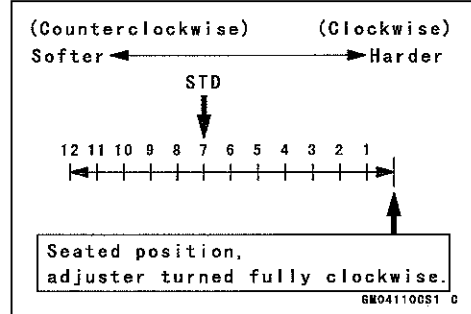 (Counterclockwise) (Clockwise)
Softer Harder
STD
12 11 10 9 8 7 6 5 4 3 2 1
Seated position,
adjuster turned fully clockwise.
GM04110CS1 C